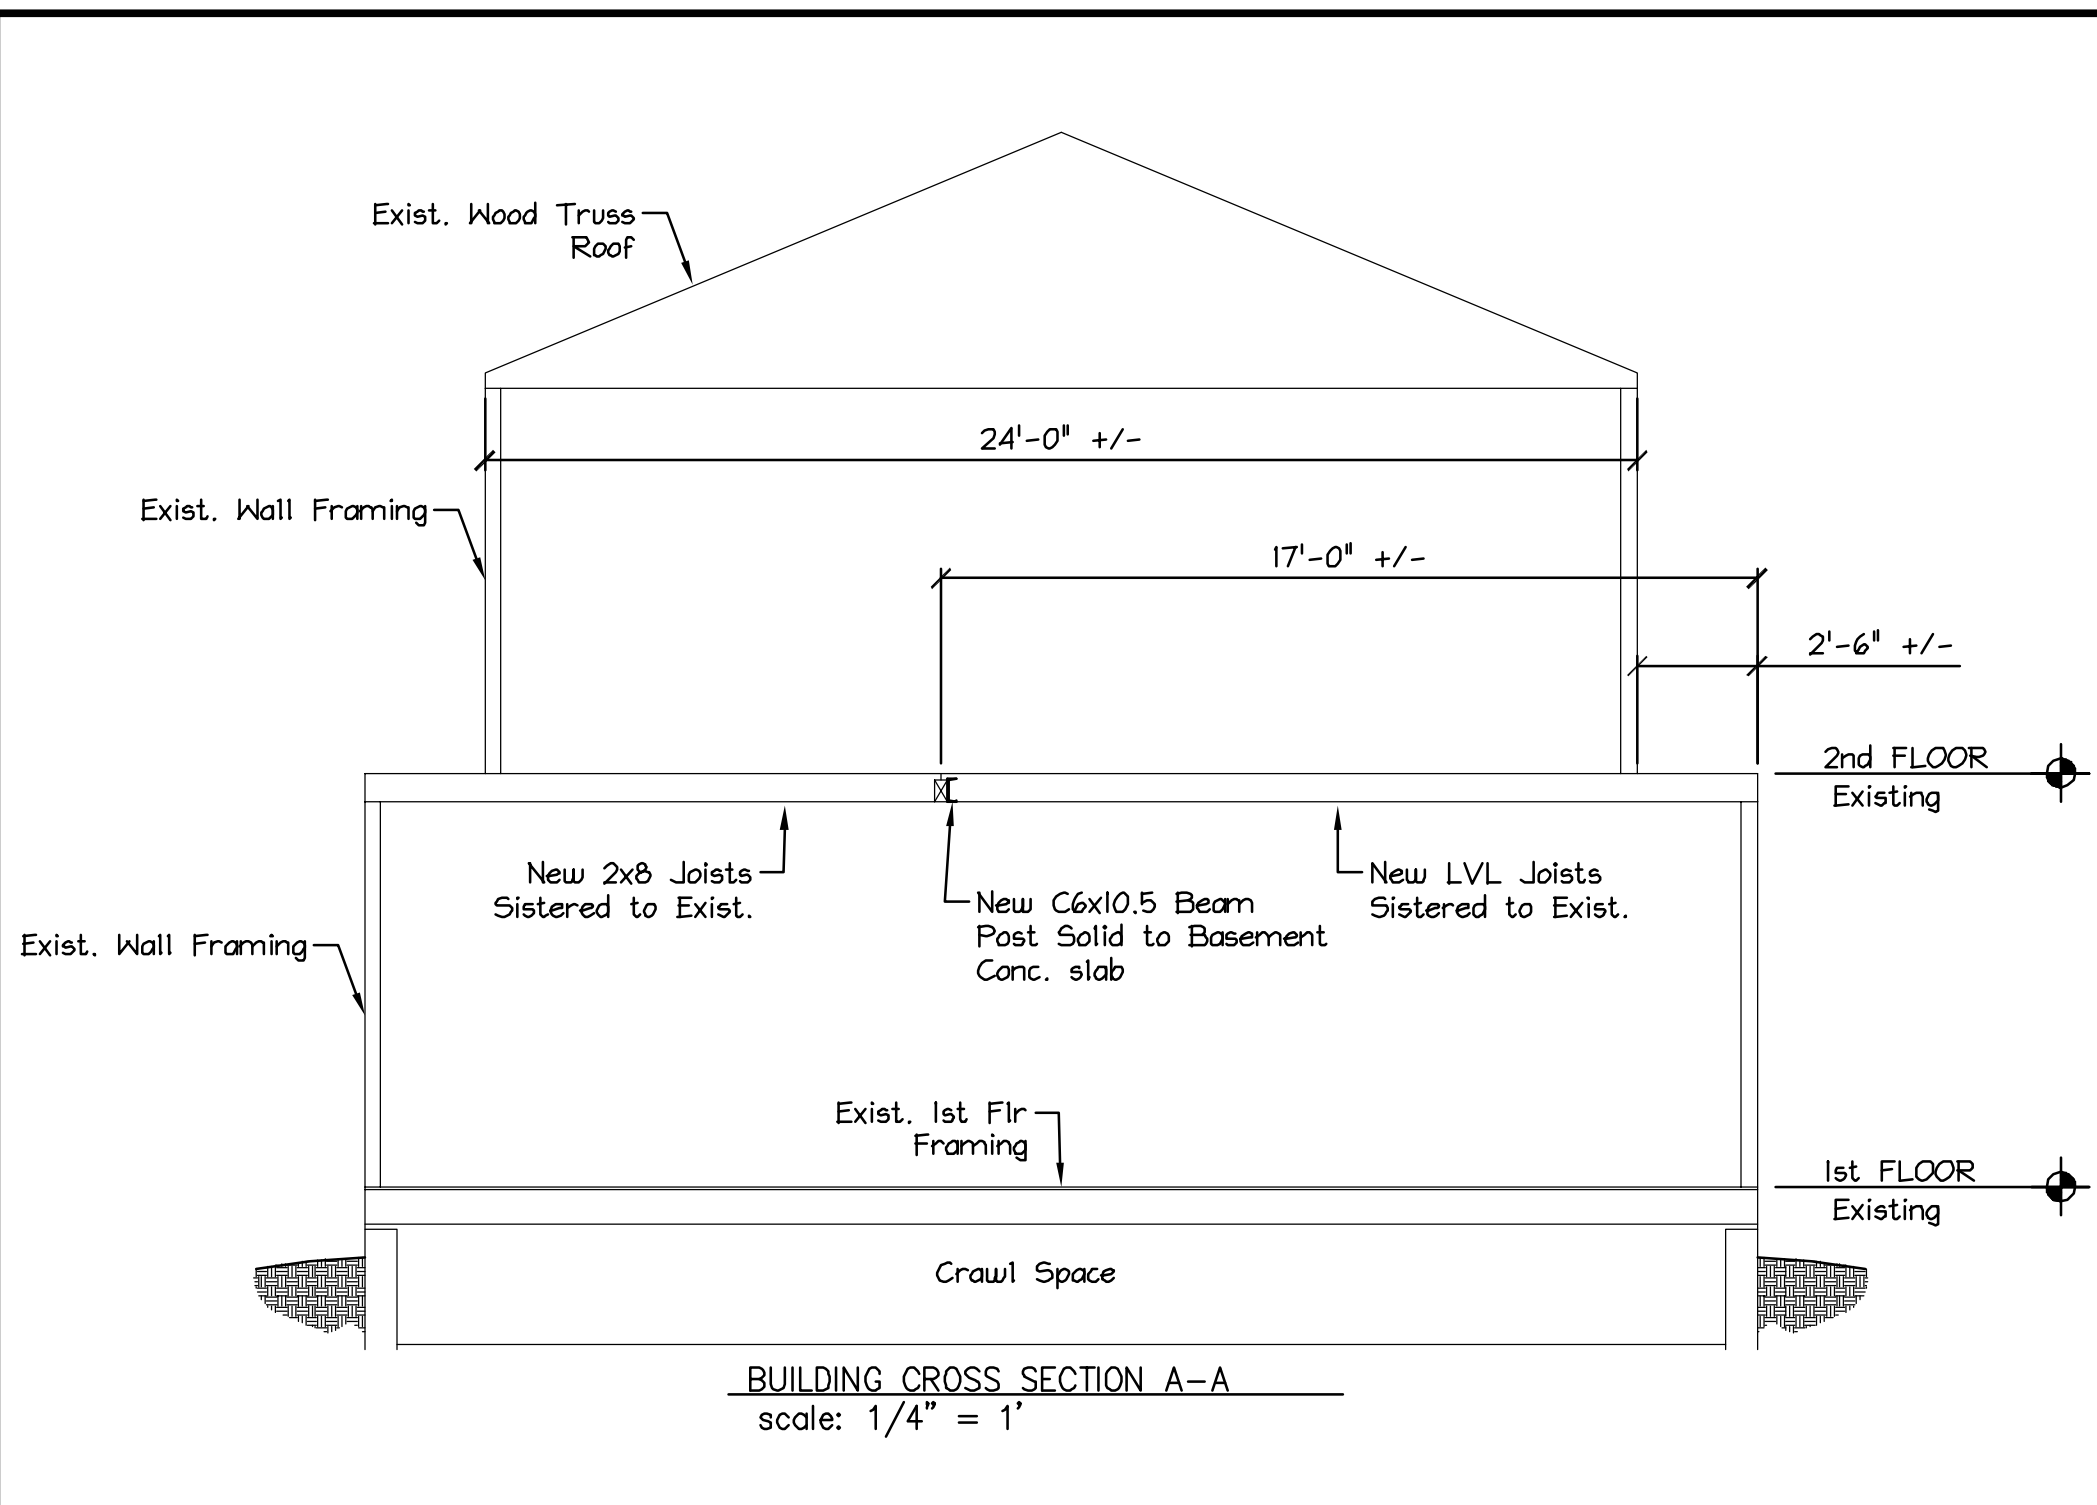 Exist. Wood Truss
Roof
24'-0" +/-
Exist. Wall Framing
17'-0" +/-
2'-6" +/-
2nd FLOOR
Existing
New 2x8 Joists
Sistered to Exist.
New C6x10.5 Beam
Post Solid to Basement
Conc. slab
New LVL Joists
Sistered to Exist.
Exist. Wall Framing
Exist. 1st Flr
Framing
1st FLOOR
Existing
Crawl Space
BUILDING CROSS SECTION A-A
scale: 1/4" = 1'